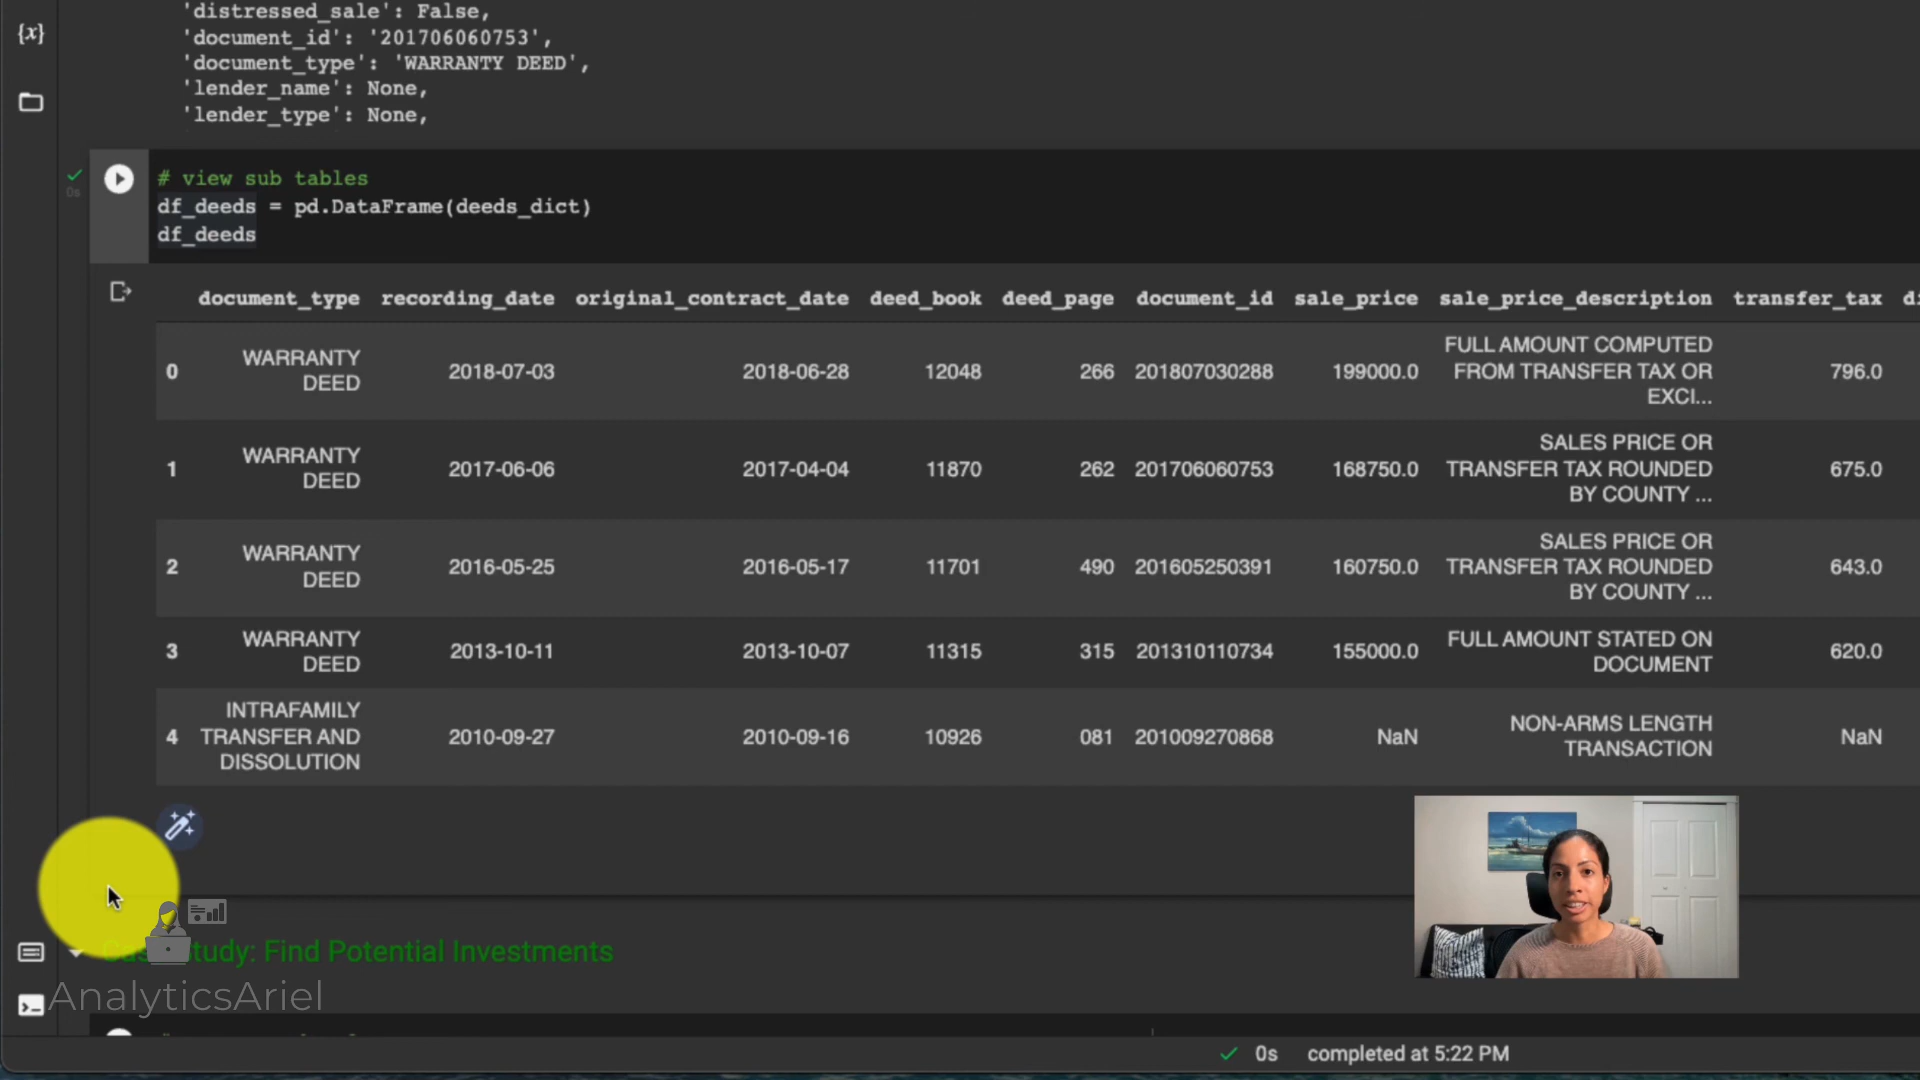 {x}
'distressed_sale': False,
'document_id': '201706060753',
'document_type': 'WARRANTY DEED',
'lender_name': None,
'lender_type': None,
0s
# view sub tables
df_deeds = pd.DataFrame(deeds_dict)
df_deeds
document_type recording_date original_contract_date deed_book deed_page document_id sale_price sale_price_description transfer_tax
0 WARRANTY DEED 2018-07-03 2018-06-28 12048 266 201807030288 199000.0 FULL AMOUNT COMPUTED FROM TRANSFER TAX OR EXCI... 796.0
1 WARRANTY DEED 2017-06-06 2017-04-04 11870 262 201706060753 168750.0 SALES PRICE OR TRANSFER TAX ROUNDED BY COUNTY ... 675.0
2 WARRANTY DEED 2016-05-25 2016-05-17 11701 490 201605250391 160750.0 SALES PRICE OR TRANSFER TAX ROUNDED BY COUNTY ... 643.0
3 WARRANTY DEED 2013-10-11 2013-10-07 11315 315 201310110734 155000.0 FULL AMOUNT STATED ON DOCUMENT 620.0
4 INTRAFAMILY TRANSFER AND DISSOLUTION 2010-09-27 2010-09-16 10926 081 201009270868 NaN NON-ARMS LENGTH TRANSACTION NaN
Study: Find Potential Investments
AnalyticsAriel
0s completed at 5:22 PM